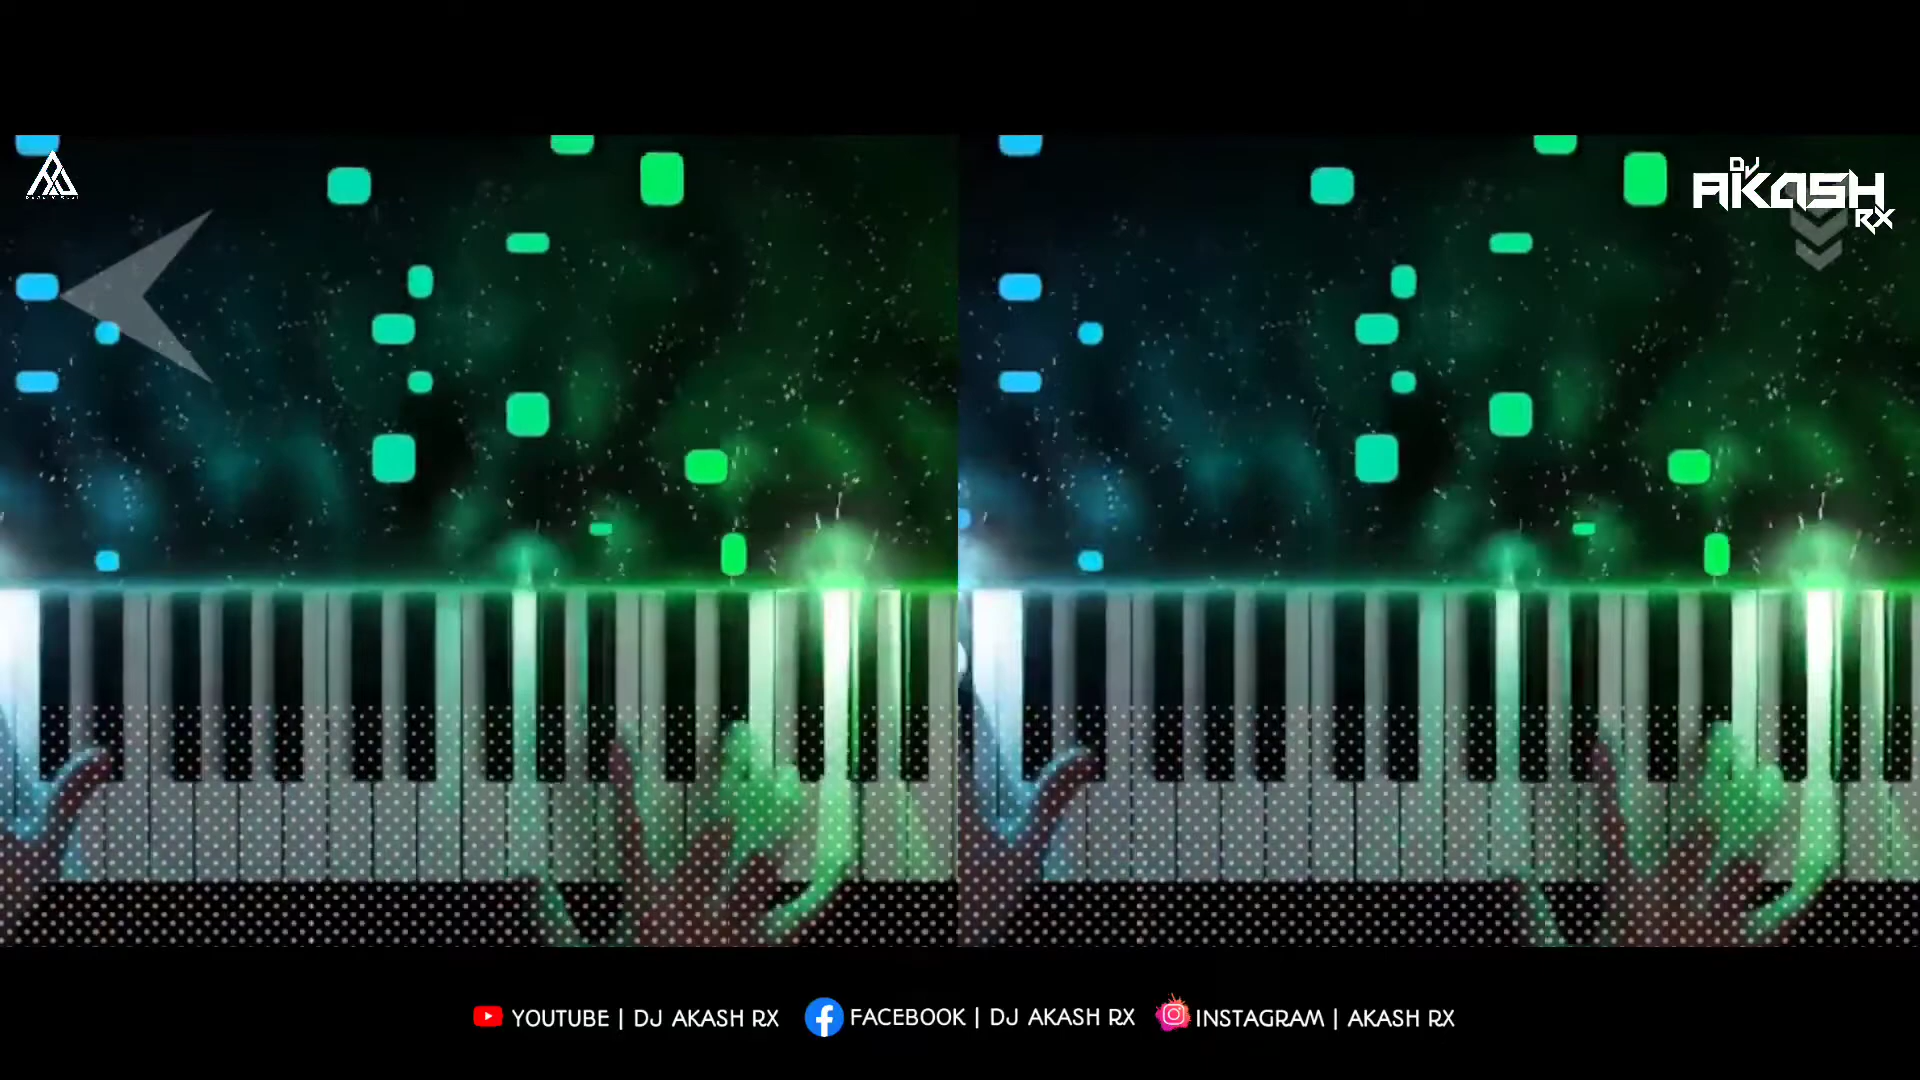 DJ
AKASH
RX
YOUTUBE | DJ AKASH RX
FACEBOOK | DJ AKASH RX
INSTAGRAM | AKASH RX